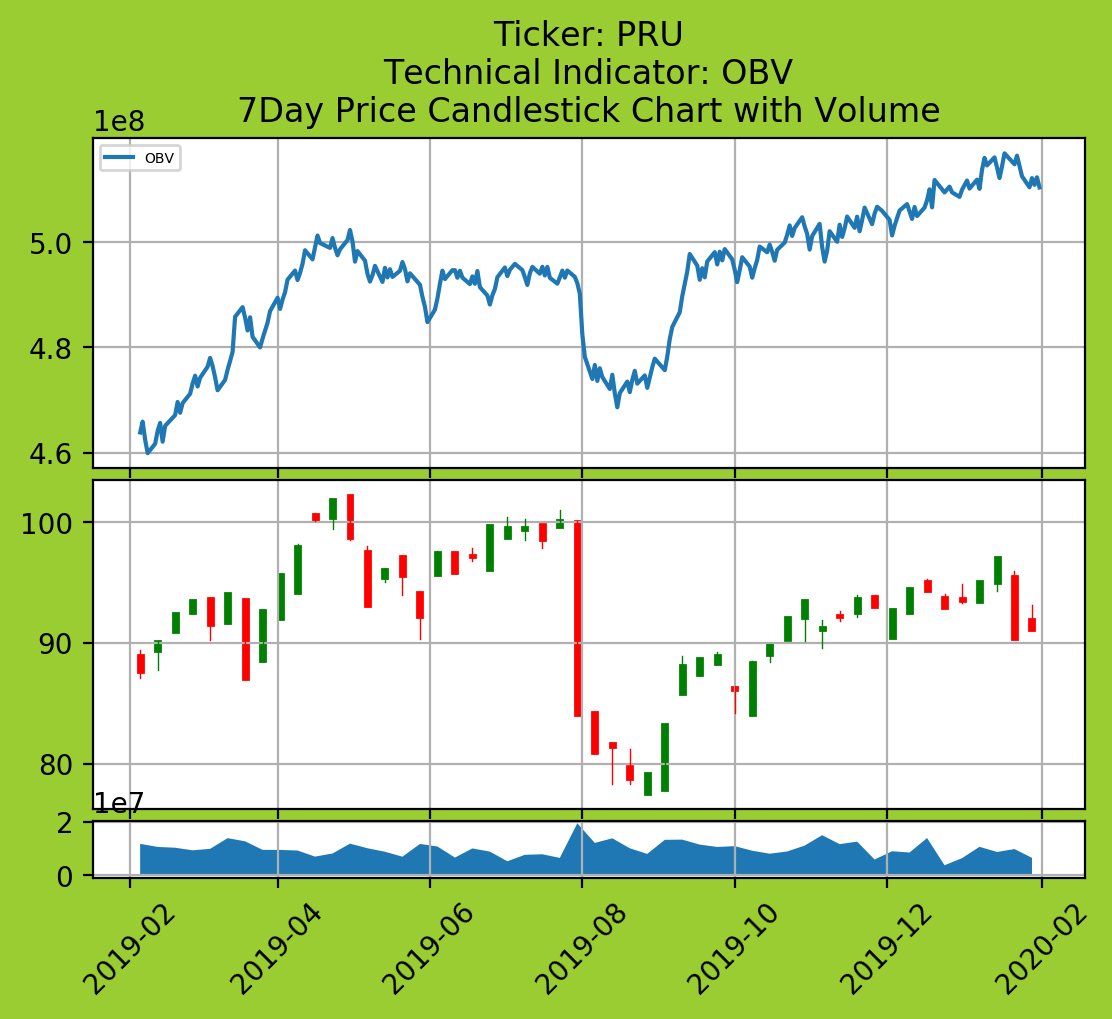 Ticker: PRU
Technical Indicator: OBV
7Day Price Candlestick Chart with Volume
1e8
OBV
5.0
4.8
4.6
100
90
80
1e7
2
0
2019-02
2019-04
2019-06
2019-08
2019-10
2019-12
2020-02